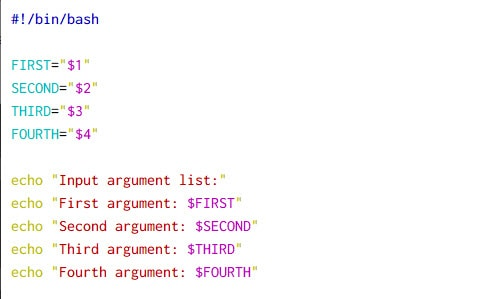 #!/bin/bash
FIRST="$1"
SECOND="$2"
THIRD="$3"
FOURTH="$4"
echo "Input argument list:"
echo "First argument: $FIRST"
echo "Second argument: $SECOND"
echo "Third argument: $THIRD"
echo "Fourth argument: $FOURTH"